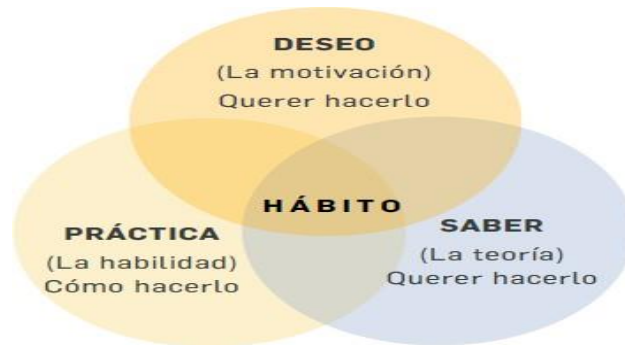 DESEO
(La motivación)
Querer hacerlo
HÁBITO
PRÁCTICA
(La habilidad)
Cómo hacerlo
SABER
(La teoría)
Querer hacerlo